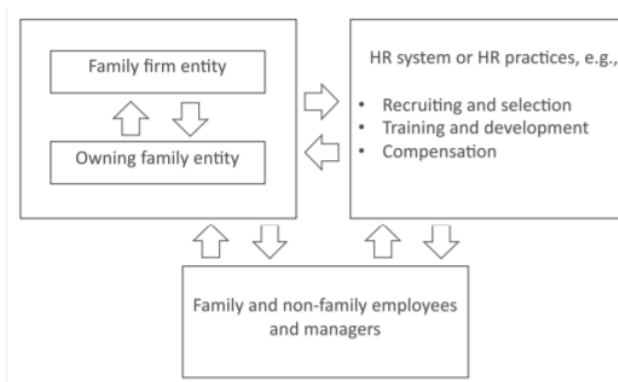 Family firm entity
Owning family entity
HR system or HR practices, e.g.,
• Recruiting and selection
• Training and development
• Compensation
Family and non-family employees
and managers